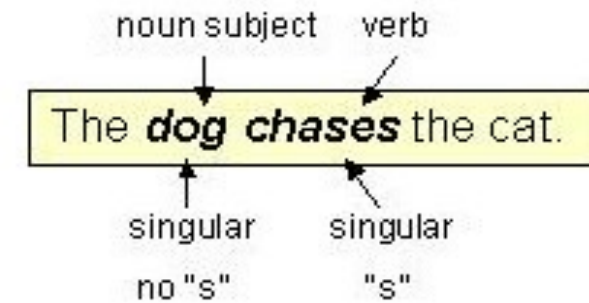 noun subject verb
The dog chases the cat.
singular singular
no "s" "s"